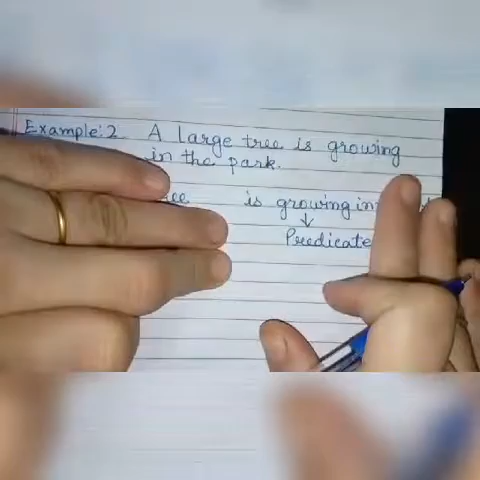 Example:2 A large tree is growing
in the park.
is growing in
Predicate